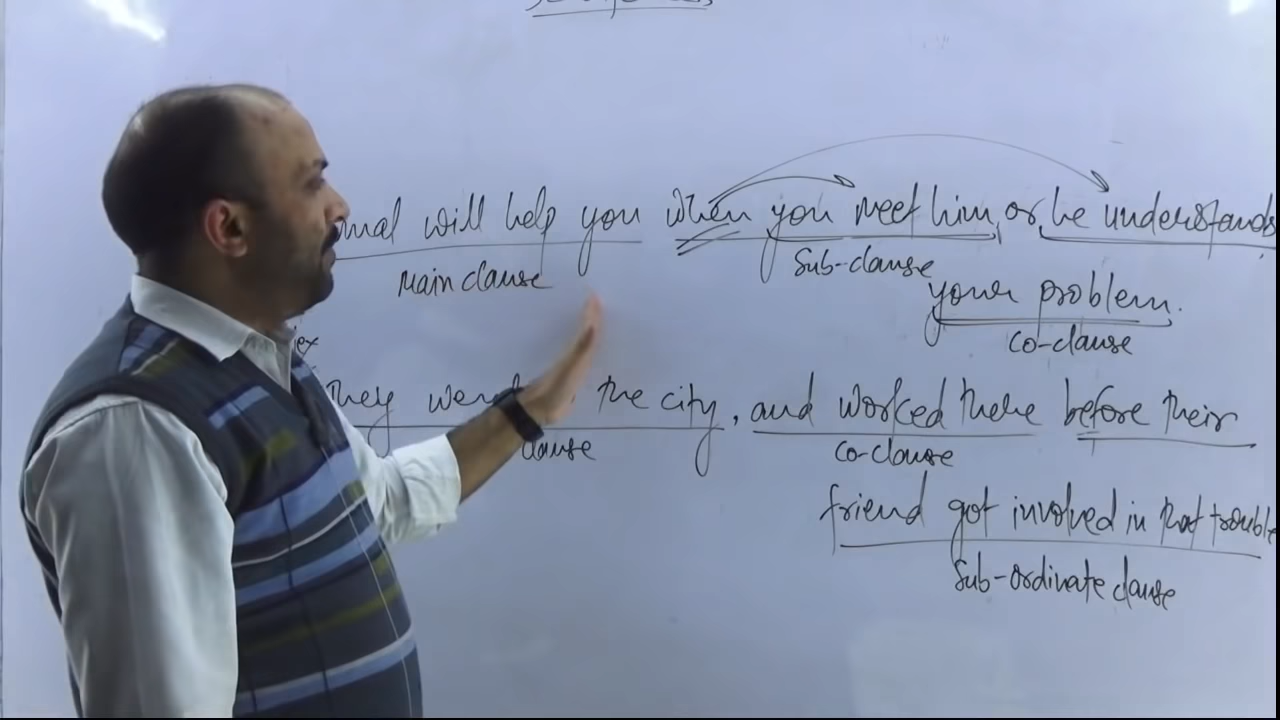 will help you when you meet him, or he understands
Main clause
Sub-clause
your problem.
co-clause
They the city, and worked there before their
clause
co-clause
friend got involved in that trouble
Sub-ordinate clause